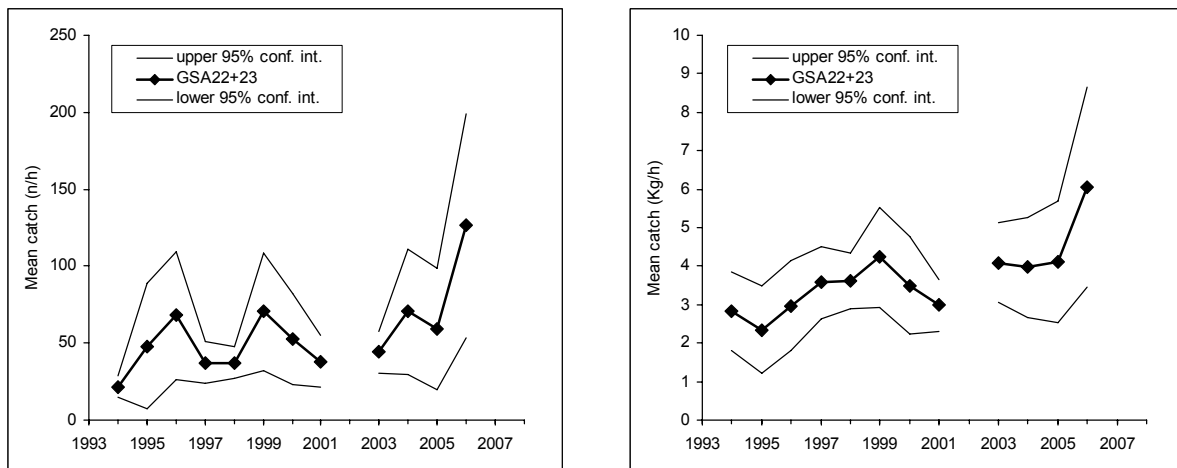 250
200
150
100
50
0
Mean catch (n/h)
upper 95% conf. int.
GSA22+23
lower 95% conf. int.
1993 1995 1997 1999 2001 2003 2005 2007
10
9
8
7
6
5
4
3
2
1
0
Mean catch (Kg/h)
upper 95% conf. int.
GSA22+23
lower 95% conf. int.
1993 1995 1997 1999 2001 2003 2005 2007